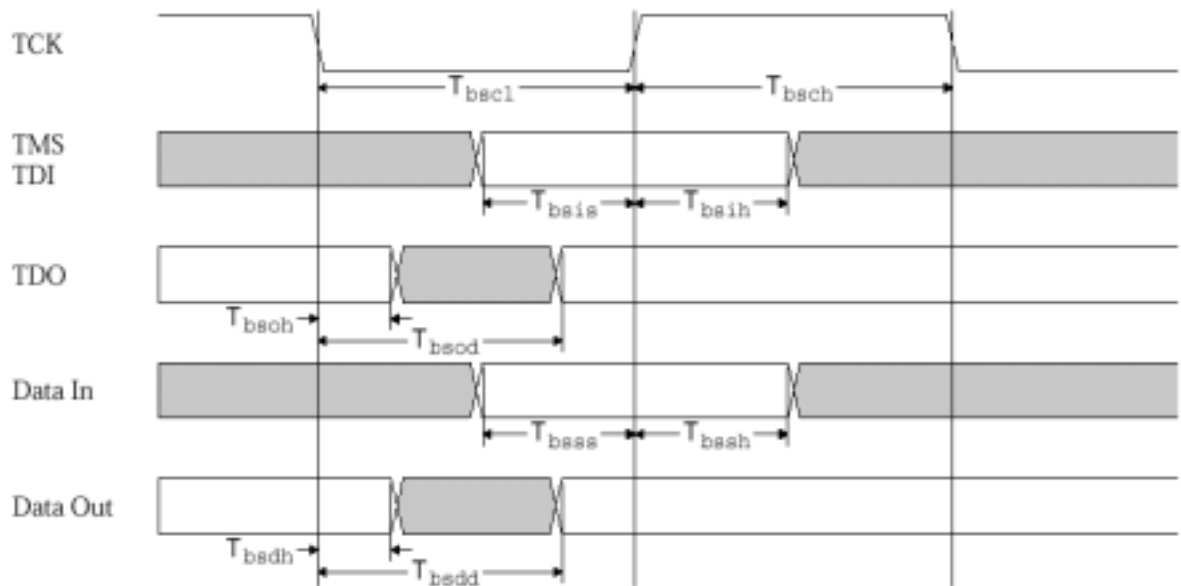 TCK
Tbscl Tbsch
TMS
TDI
Tbsis Tbsih
TDO
Tbsoh
Tbsod
Data In
Tbsss Tbssh
Data Out
Tbsdh
Tbsdd